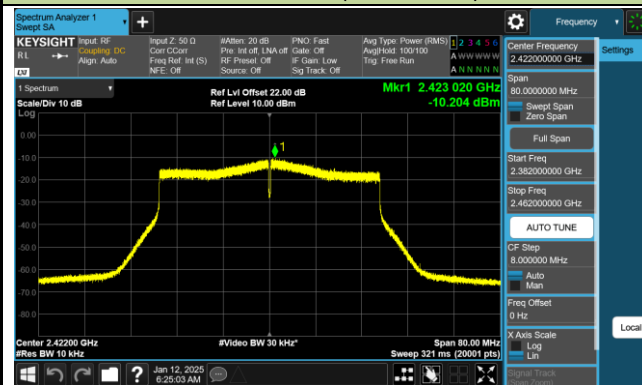 Spectrum Analyzer 1
Swept SA
+
Frequency
KEYSIGHT
RL
LXI
Input: RF
Coupling: DC
Align: Auto
Input Z: 50 Ω
Corr CCorr
Freq Ref: Int (S)
NFE: Off
#Atten: 20 dB
Pre: Int off, LNA off
RF Preset: Off
Source: Off
PNO: Fast
Gate: Off
IF Gain: Low
Sig Track: Off
Avg Type: Power (RMS)
Avg|Hold: 100/100
Trig: Free Run
1 2 3 4 5 6
A W W W W W
A N N N N N
1 Spectrum
Scale/Div 10 dB
Log
Ref Lvl Offset 22.00 dB
Ref Level 10.00 dBm
Mkr1 2.423 020 GHz
-10.204 dBm
1
0.00
-10.0
-20.0
-30.0
-40.0
-50.0
-60.0
-70.0
-80.0
Center 2.42200 GHz
#Res BW 10 kHz
#Video BW 30 kHz*
Span 80.00 MHz
Sweep 321 ms (20001 pts)
Center Frequency
2.422000000 GHz
Settings
Span
80.0000000 MHz
Swept Span
Zero Span
Full Span
Start Freq
2.382000000 GHz
Stop Freq
2.462000000 GHz
AUTO TUNE
CF Step
8.000000 MHz
Auto
Man
Freq Offset
0 Hz
X Axis Scale
Log
Lin
Local
Signal Track
(Span Zoom)
?
Jan 12, 2025
6:25:03 AM